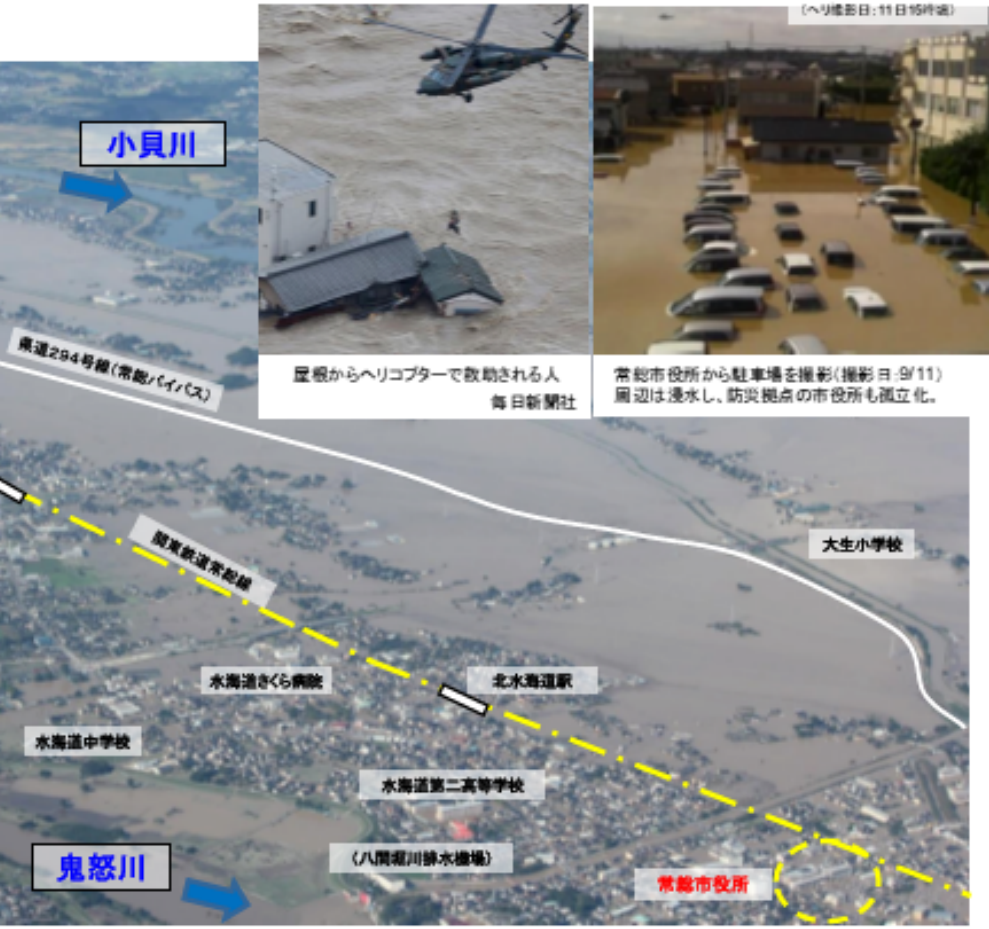 (ヘリ撮影日:11日15時頃)
小貝川
県道294号線(常総バイパス)
屋根からヘリコプターで救助される人
毎日新聞社
常総市役所から駐車場を撮影(撮影日:9/11)
周辺は浸水し、防災拠点の市役所も孤立化。
関東鉄道常総線
大生小学校
水海道さくら病院
北水海道駅
水海道中学校
水海道第二高等学校
(八間堀川排水機場)
鬼怒川
常総市役所